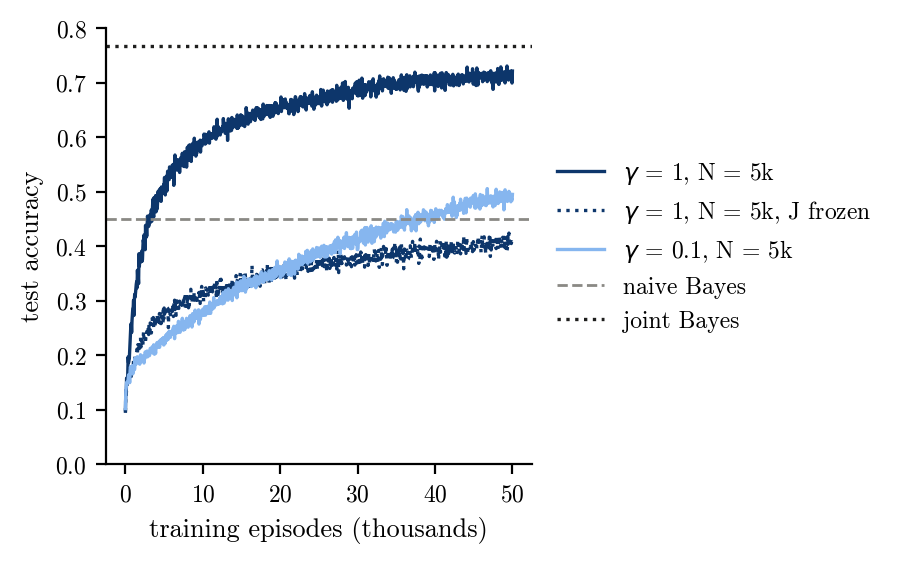 0.8
0.7
0.6
0.5
0.4
0.3
0.2
0.1
0.0
test accuracy
0 10 20 30 40 50
training episodes (thousands)
γ = 1, N = 5k
γ = 1, N = 5k, J frozen
γ = 0.1, N = 5k
naive Bayes
joint Bayes